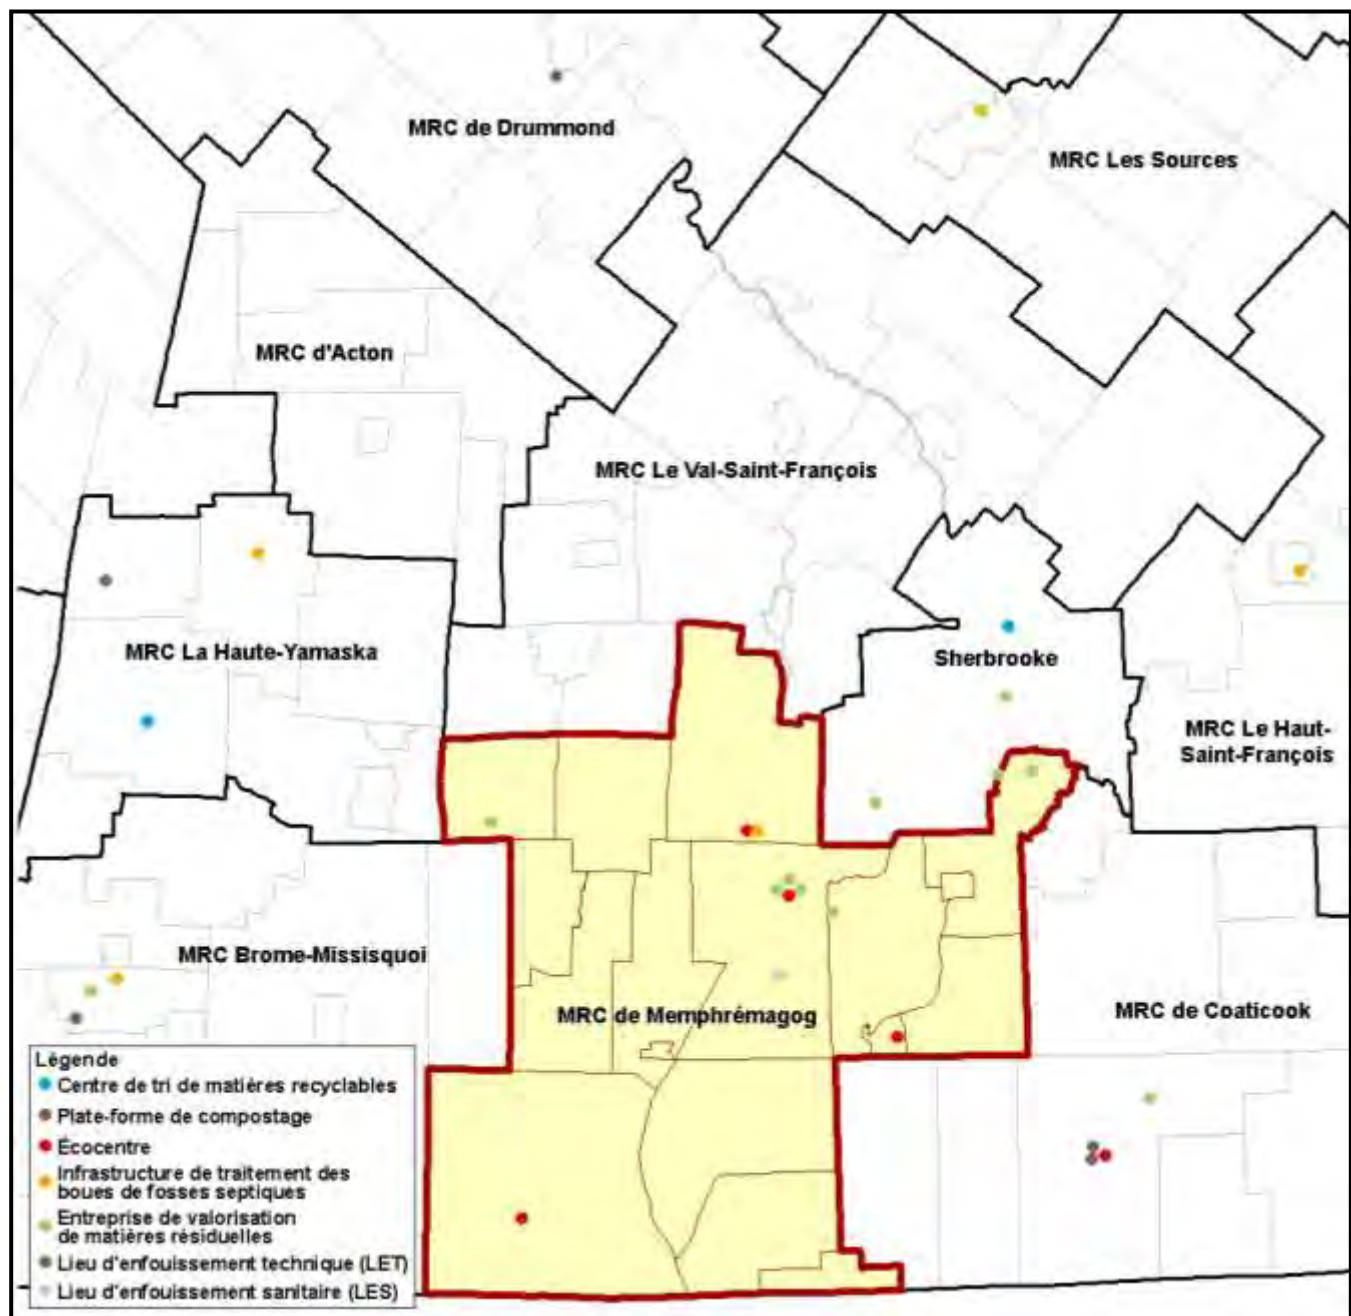 MRC de Drummond
MRC Les Sources
MRC d'Acton
MRC Le Val-Saint-François
MRC La Haute-Yamaska
Sherbrooke
MRC Le Haut-
Saint-François
MRC Brome-Missisquoi
MRC de Memphrémagog
MRC de Coaticook
Légende
Centre de tri de matières recyclables
Plate-forme de compostage
Écocentre
Infrastructure de traitement des
boues de fosses septiques
Entreprise de valorisation
de matières résiduelles
Lieu d'enfouissement technique (LET)
Lieu d'enfouissement sanitaire (LES)